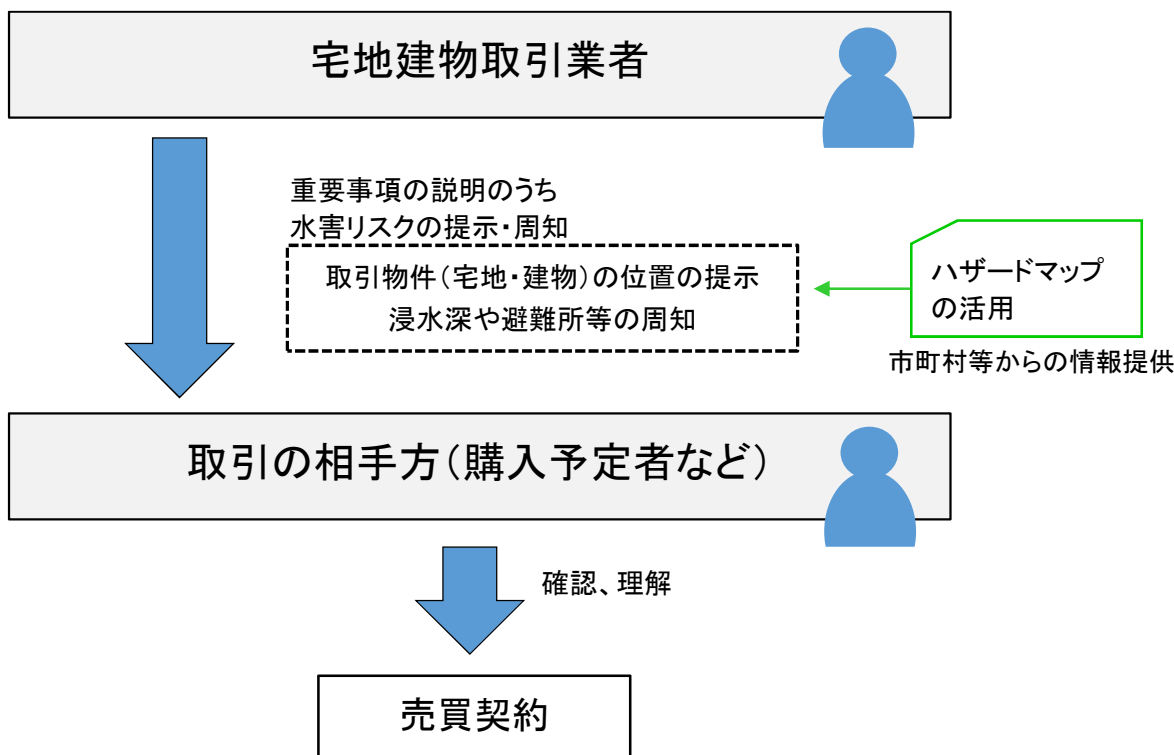 宅地建物取引業者
重要事項の説明のうち
水害リスクの提示・周知
取引物件（宅地・建物）の位置の提示
浸水深や避難所等の周知
ハザードマップ
の活用
市町村等からの情報提供
取引の相手方（購入予定者など）
確認、理解
売買契約